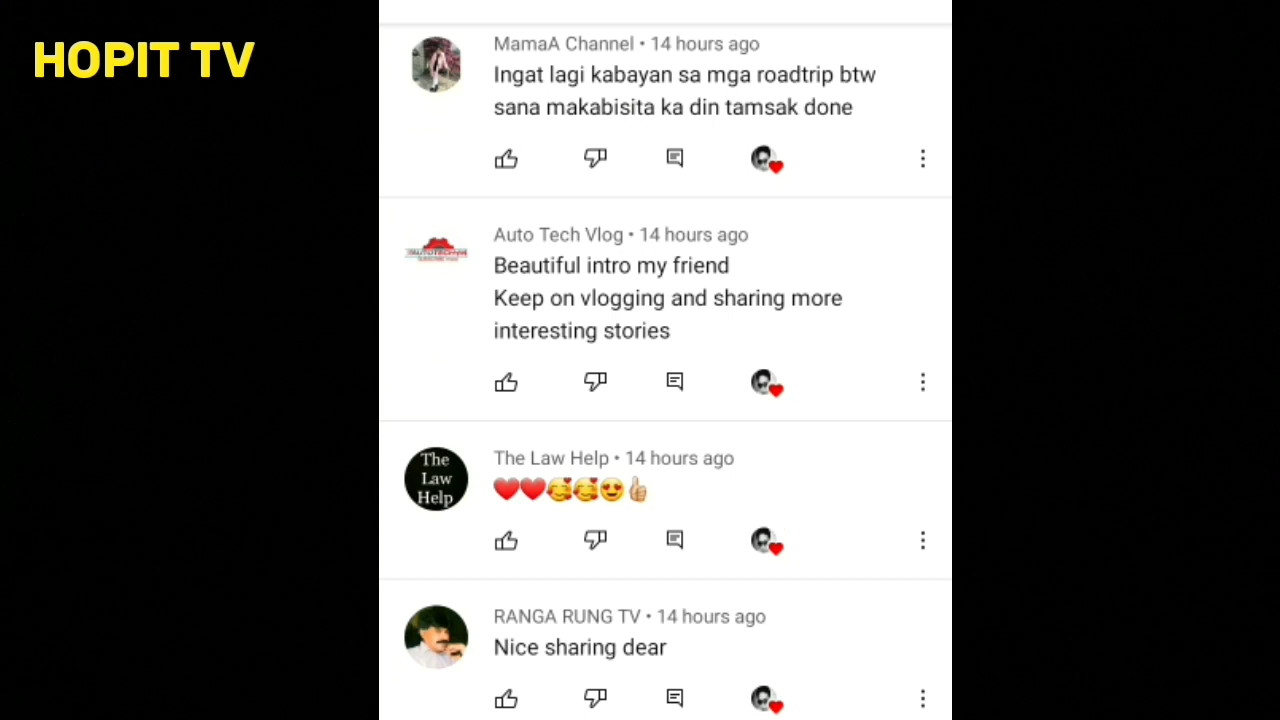 HOPIT TV
MamaA Channel • 14 hours ago
Ingat lagi kabayan sa mga roadtrip btw
sana makabisita ka din tamsak done
Auto Tech Vlog • 14 hours ago
Beautiful intro my friend
Keep on vlogging and sharing more
interesting stories
The Law Help • 14 hours ago
The
Law
Help
❤️❤️🥰🥰😍👍🏼
RANGA RUNG TV • 14 hours ago
Nice sharing dear